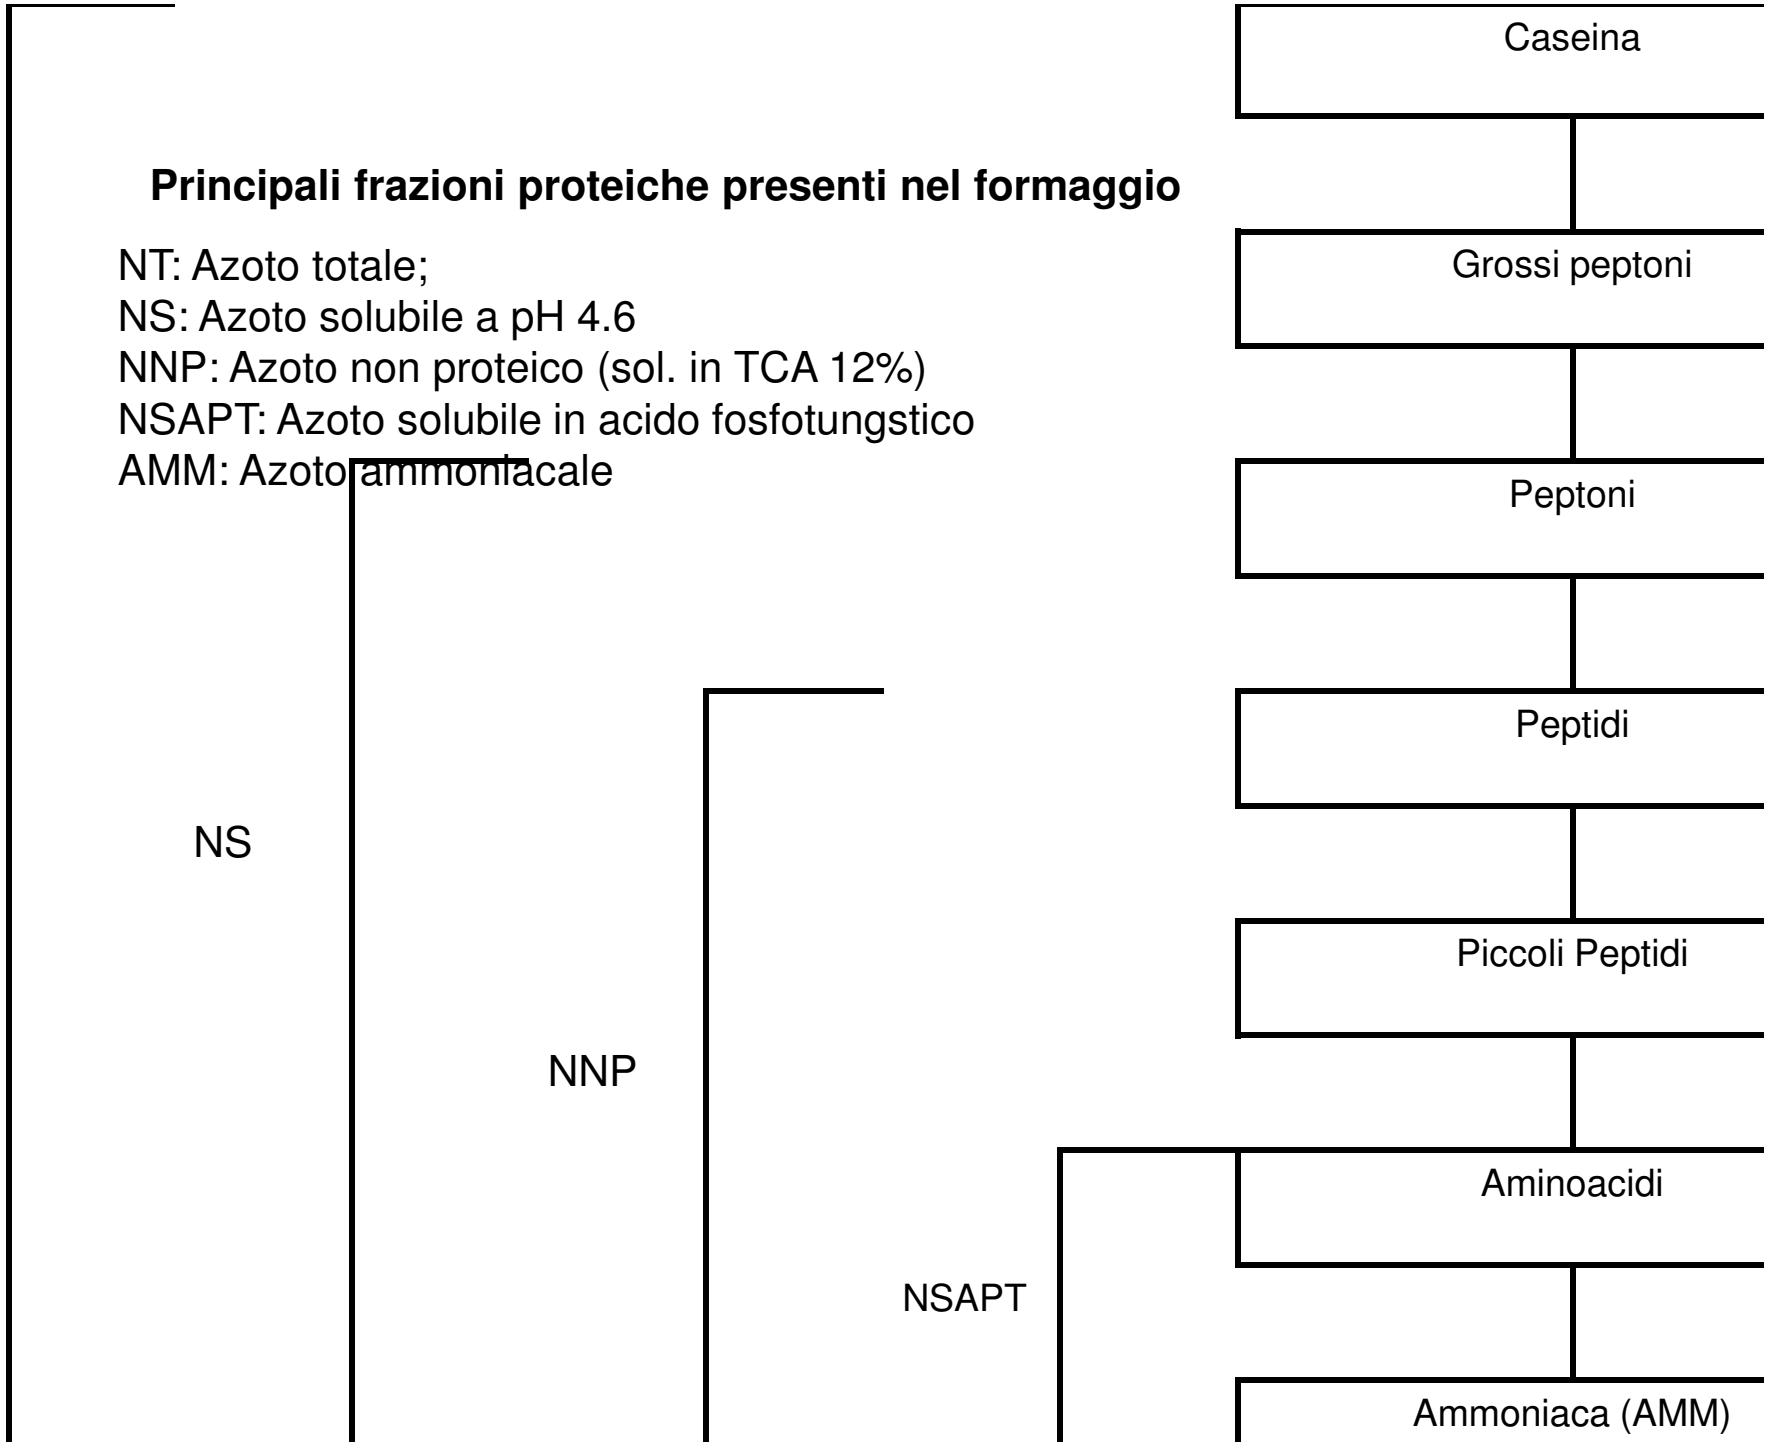 Caseina
Principali frazioni proteiche presenti nel formaggio
NT: Azoto totale;
NS: Azoto solubile a pH 4.6
NNP: Azoto non proteico (sol. in TCA 12%)
NSAPT: Azoto solubile in acido fosfotungstico
AMM: Azoto ammoniacale
Grossi peptoni
Peptoni
Peptidi
NS
Piccoli Peptidi
NNP
Aminoacidi
NSAPT
Ammoniaca (AMM)